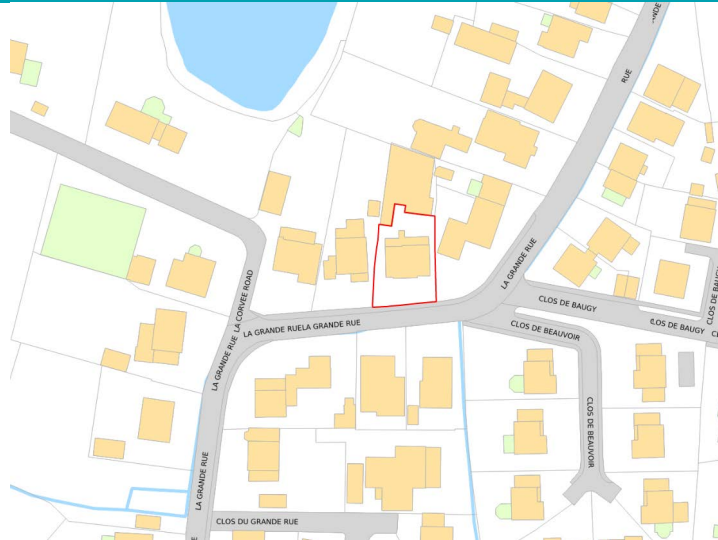 RUE
LA GRANDE RUE
CLOS DE BAUGY
CLOS DE BAUGY
CLOS DE BEAUVOIR
CLOS DE BEAUVOIR
LA CORVEE ROAD
LA GRANDE RUELA GRANDE RUE
LA GRANDE RUE
LA GRANDE RUE
CLOS DU GRANDE RUE